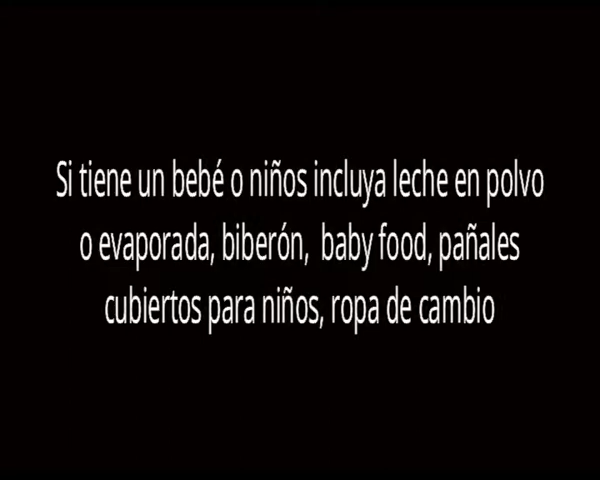 Si tiene un bebé o niños incluya leche en polvo
o evaporada, biberón, baby food, pañales
cubiertos para niños, ropa de cambio